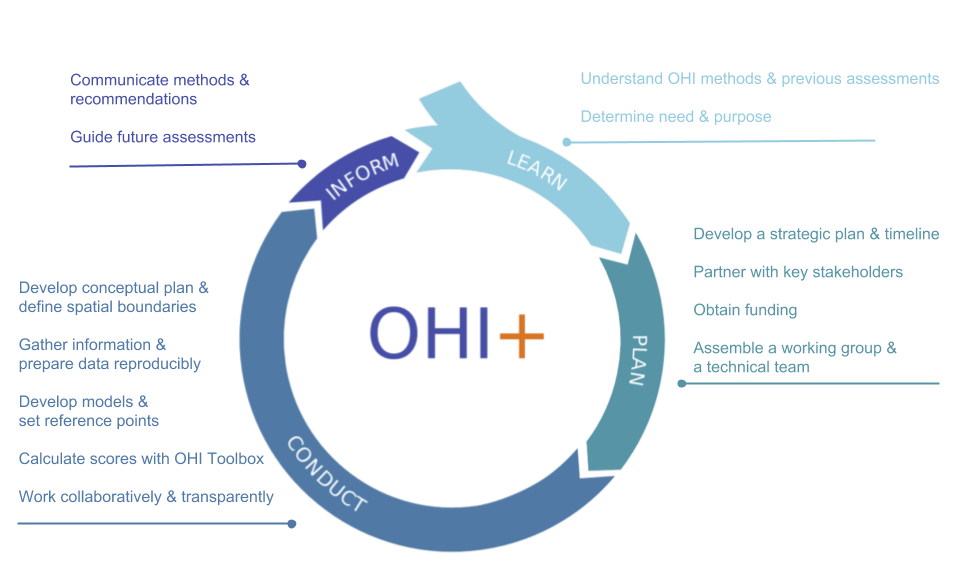 Communicate methods &
recommendations
Guide future assessments
Understand OHI methods & previous assessments
Determine need & purpose
INFORM
LEARN
Develop a strategic plan & timeline
Partner with key stakeholders
Obtain funding
Assemble a working group &
a technical team
PLAN
OHI+
Develop conceptual plan &
define spatial boundaries
Gather information &
prepare data reproducibly
Develop models &
set reference points
Calculate scores with OHI Toolbox
Work collaboratively & transparently
CONDUCT